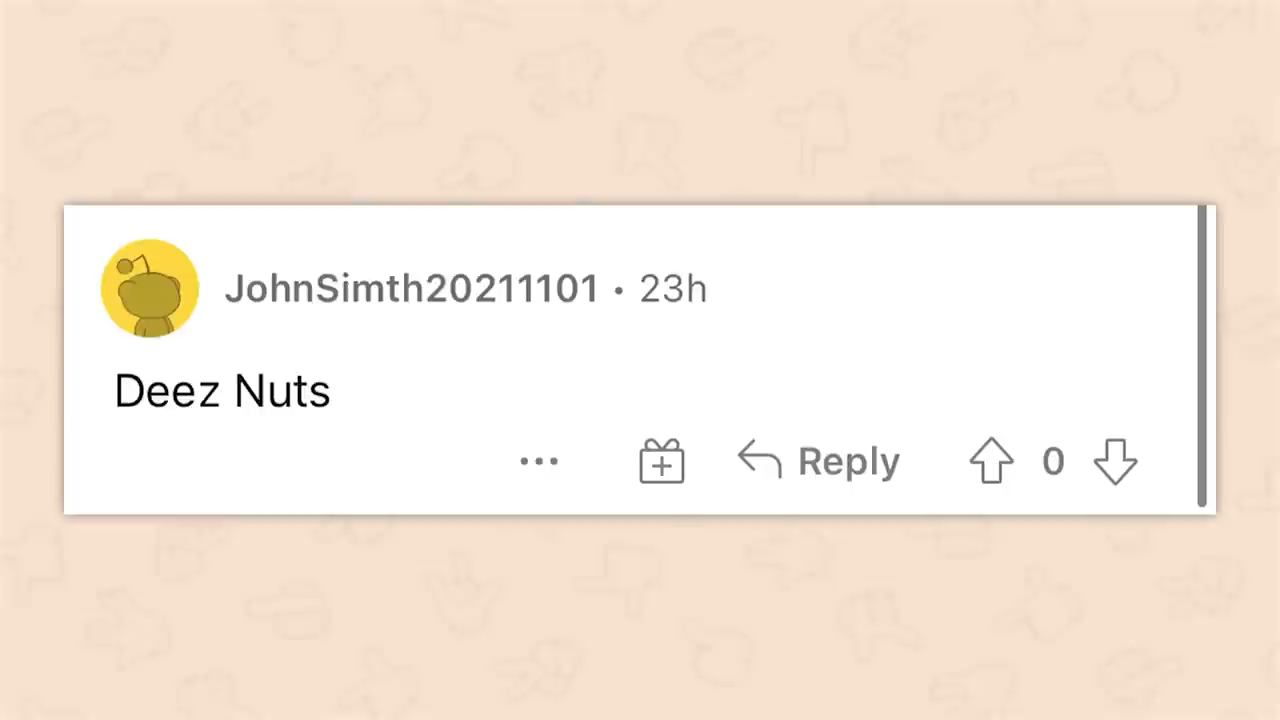 JohnSimth20211101 · 23h
Deez Nuts
... Reply 0